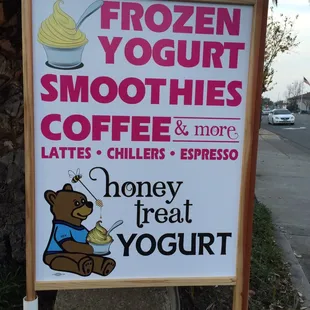 FROZEN
YOGURT
SMOOTHIES
COFFEE & more
LATTES • CHILLERS • ESPRESSO
honey
treat
YOGURT